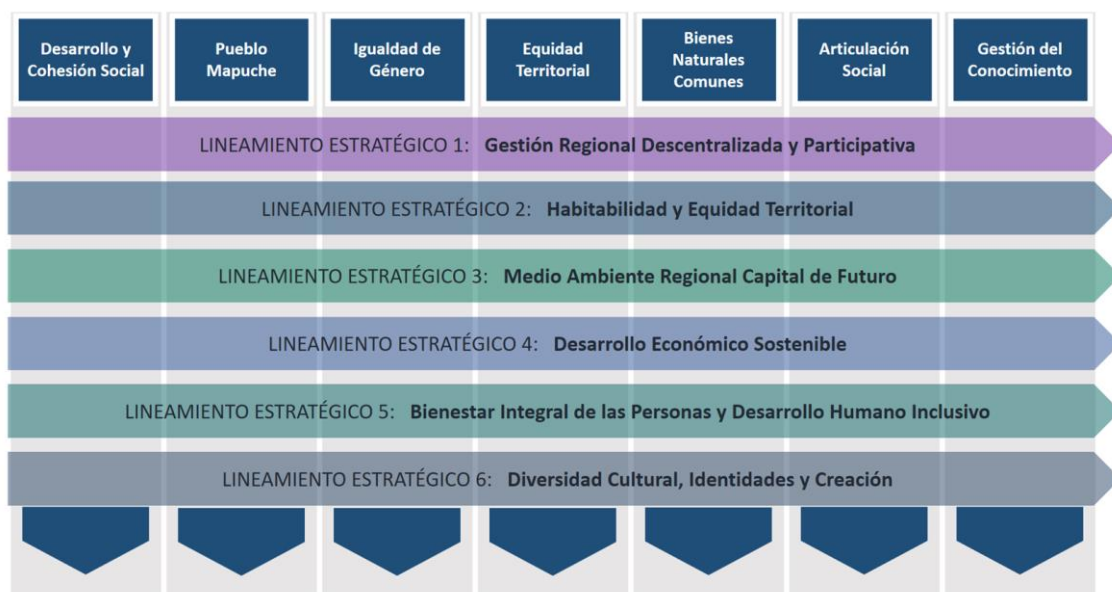 Desarrollo y
Cohesión Social
Pueblo
Mapuche
Igualdad de
Género
Equidad
Territorial
Bienes
Naturales
Comunes
Articulación
Social
Gestión del
Conocimiento
LINEAMIENTO ESTRATÉGICO 1: Gestión Regional Descentralizada y Participativa
LINEAMIENTO ESTRATÉGICO 2: Habitabilidad y Equidad Territorial
LINEAMIENTO ESTRATÉGICO 3: Medio Ambiente Regional Capital de Futuro
LINEAMIENTO ESTRATÉGICO 4: Desarrollo Económico Sostenible
LINEAMIENTO ESTRATÉGICO 5: Bienestar Integral de las Personas y Desarrollo Humano Inclusivo
LINEAMIENTO ESTRATÉGICO 6: Diversidad Cultural, Identidades y Creación